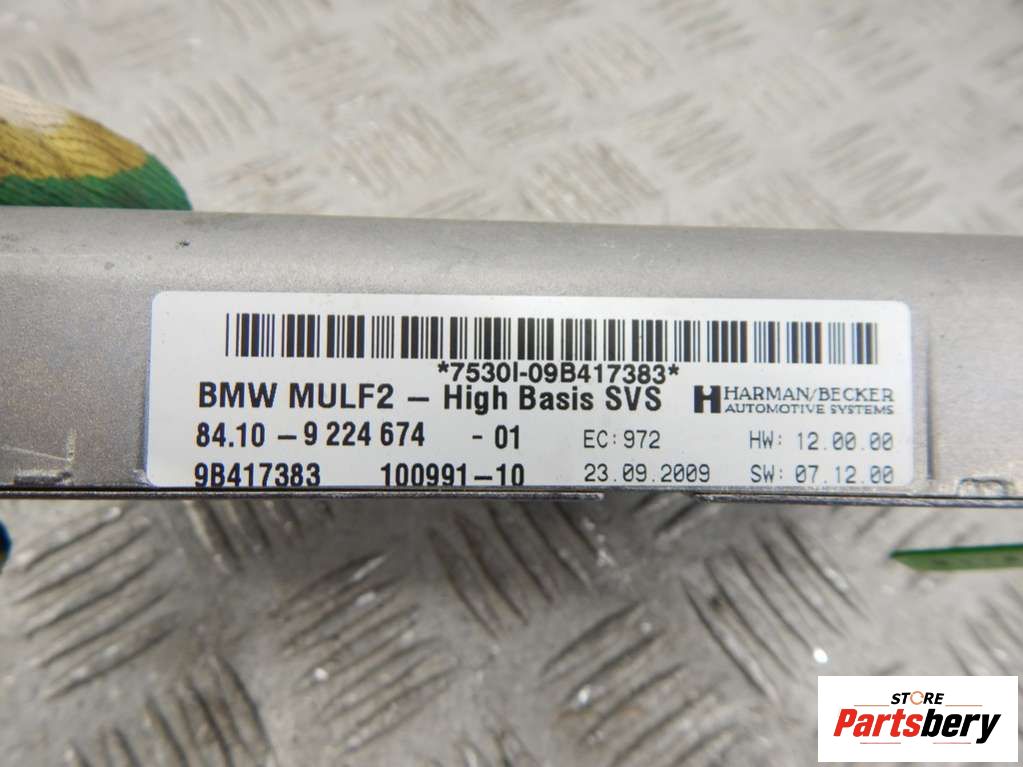 *7530I-09B417383*
BMW MULF2 – High Basis SVS
HARMAN/BECKER
AUTOMOTIVE SYSTEMS
84.10 – 9 224 674 - 01 EC: 972 HW: 12.00.00
9B417383 100991–10 23.09.2009 SW: 07.12.00
STORE
Partsbery